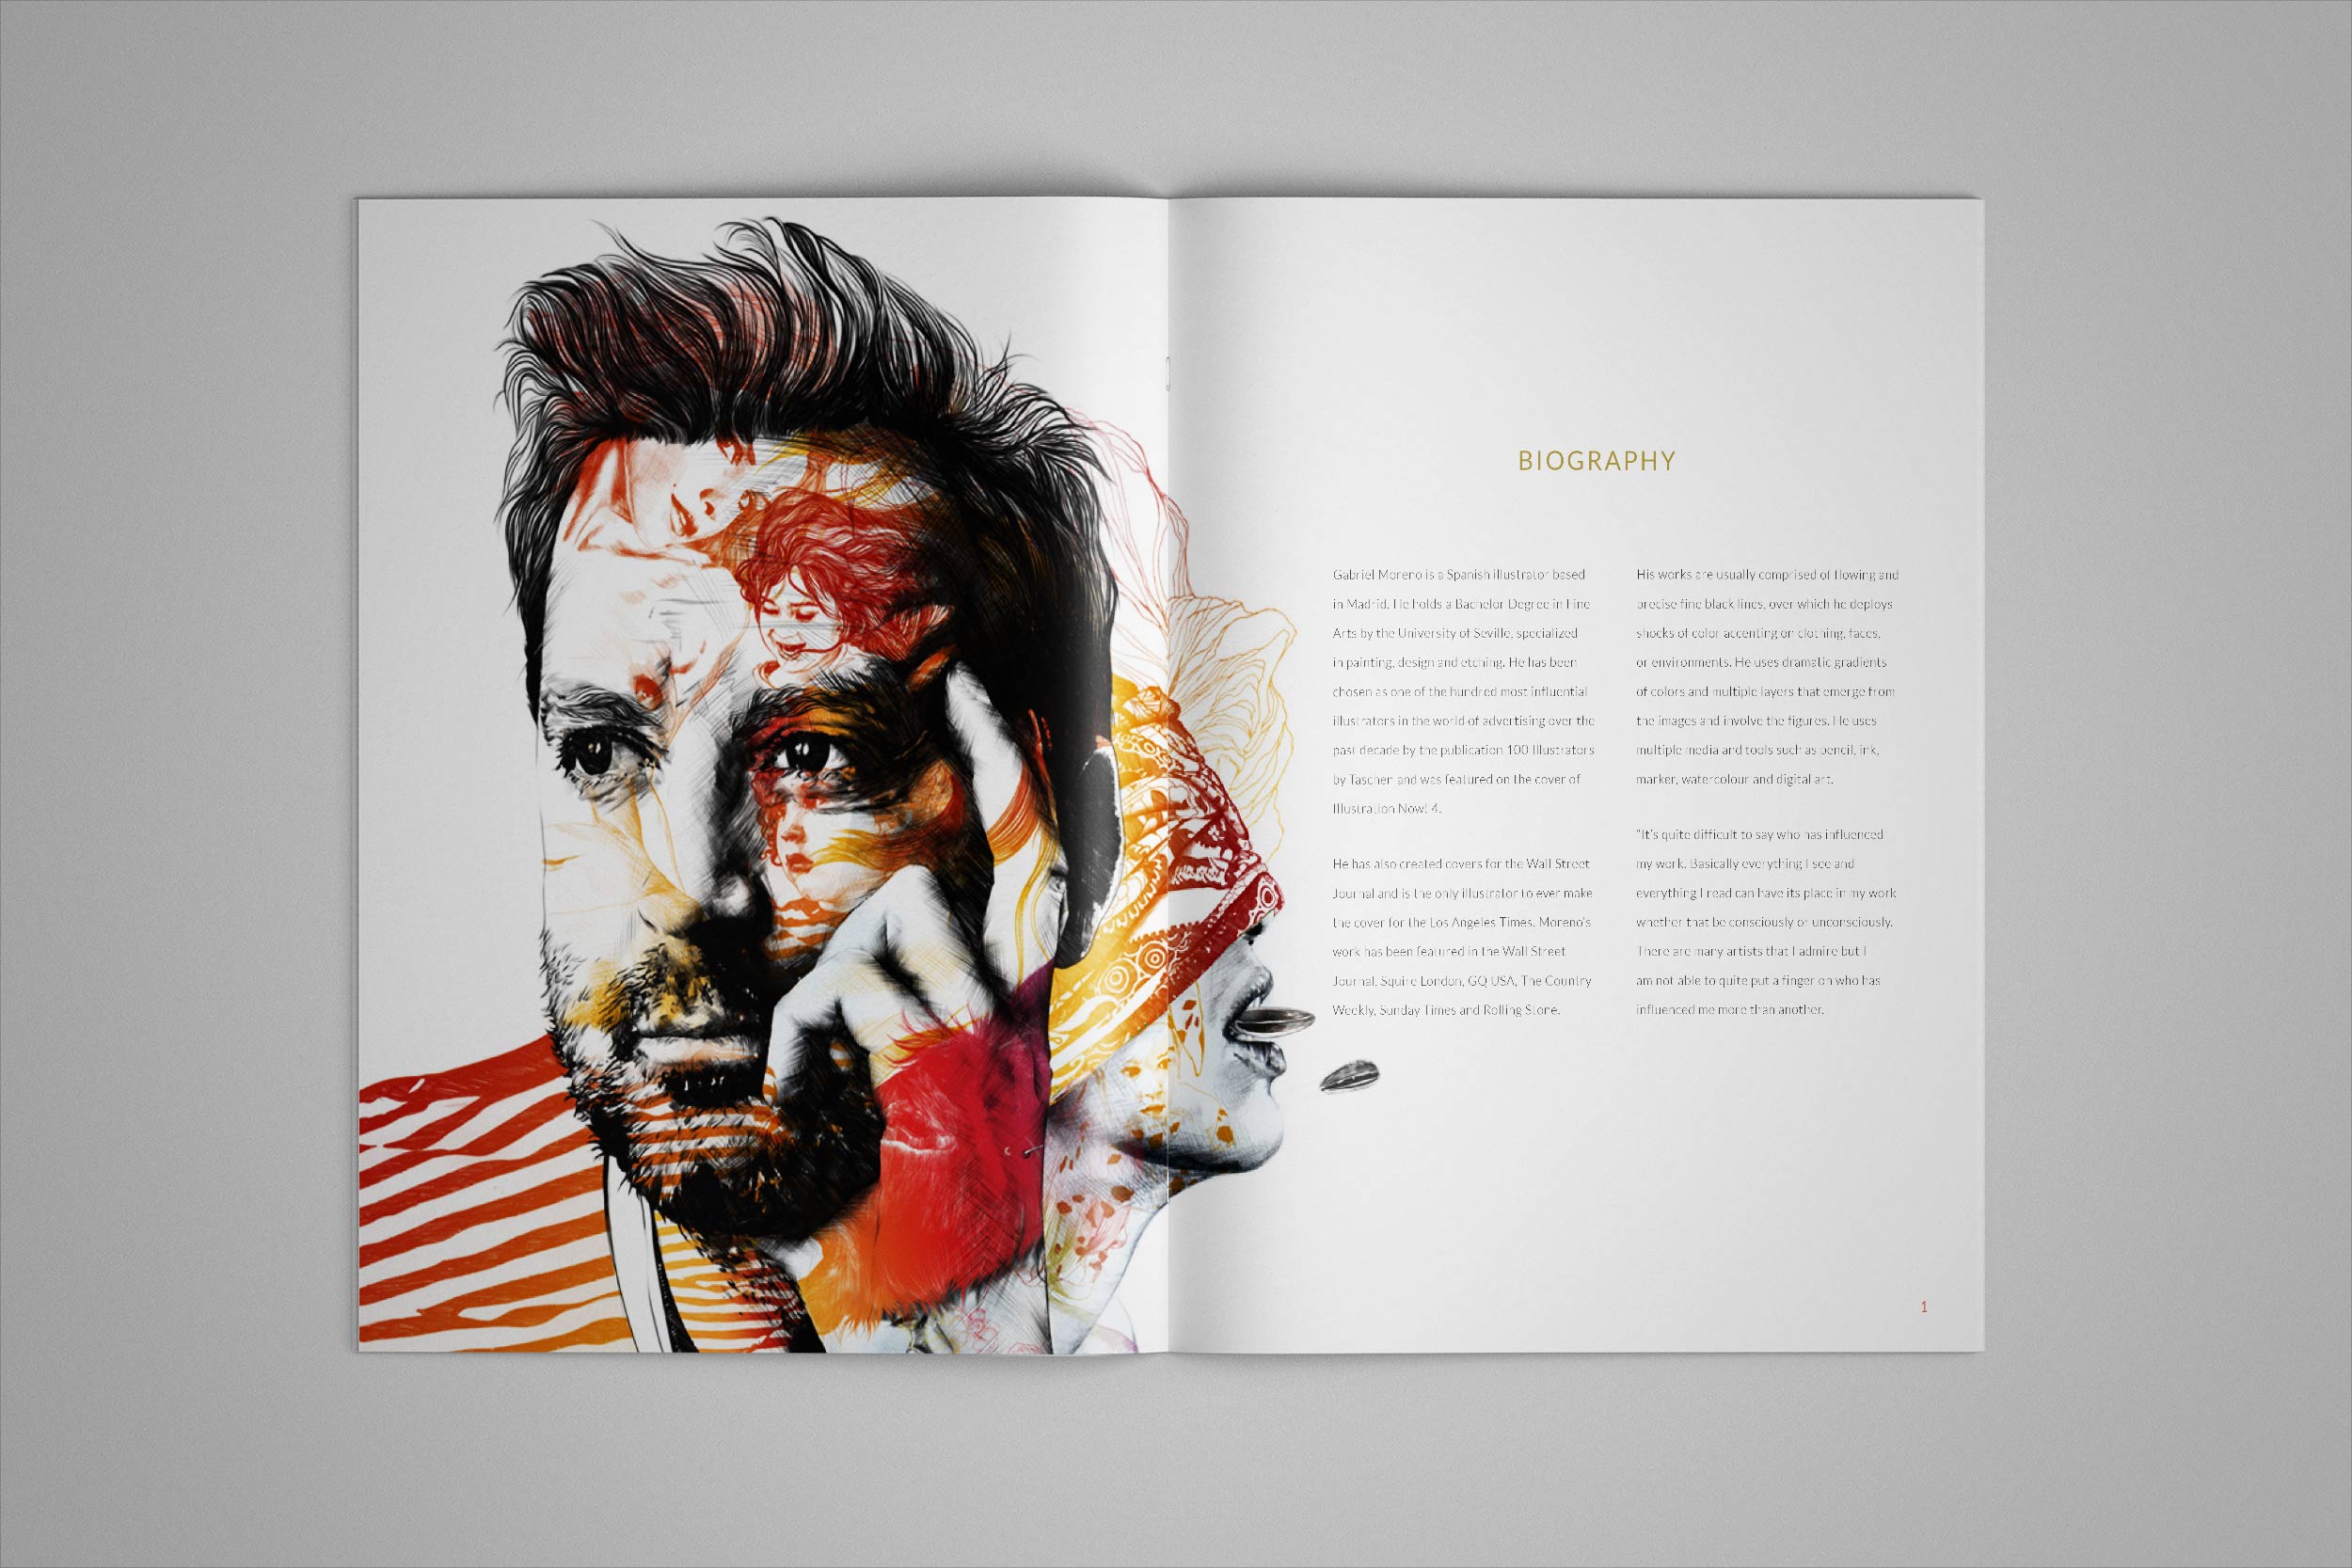 BIOGRAPHY
Gabriel Moreno is a Spanish illustrator based
in Madrid. He holds a Bachelor Degree in Fine
Arts by the University of Seville, specialized
in painting, design and etching. He has been
chosen as one of the hundred most influential
illustrators in the world of advertising over the
past decade by the publication 100 Illustrators
by Taschen and was featured on the cover of
Illustration Now! 4.
He has also created covers for the Wall Street
Journal and is the only illustrator to ever make
the cover for the Los Angeles Times. Moreno's
work has been featured in the Wall Street
Journal, Squire London, GQ USA, The Country
Weekly, Sunday Times and Rolling Stone.
His works are usually comprised of flowing and
precise fine black lines, over which he deploys
shocks of color accenting on clothing, faces,
or environments. He uses dramatic gradients
of colors and multiple layers that emerge from
the images and involve the figures. He uses
multiple media and tools such as pencil, ink,
marker, watercolour and digital art.
"It's quite difficult to say who has influenced
my work. Basically everything I see and
everything I read can have its place in my work
whether that be consciously or unconsciously.
There are many artists that I admire but I
am not able to quite put a finger on who has
influenced me more than another.
1